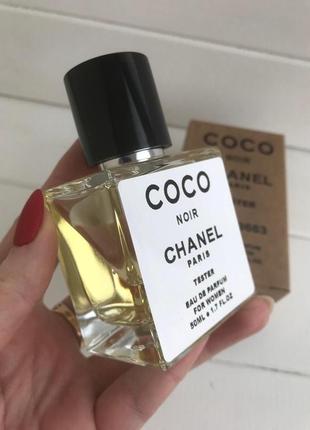 COCO
NOIR
CHANEL
PARIS
TESTER
EAU DE PARFUM
FOR WOMEN
50ML • 1.7 FL.OZ
COCO
NOIR
CHANEL
PARIS
TESTER